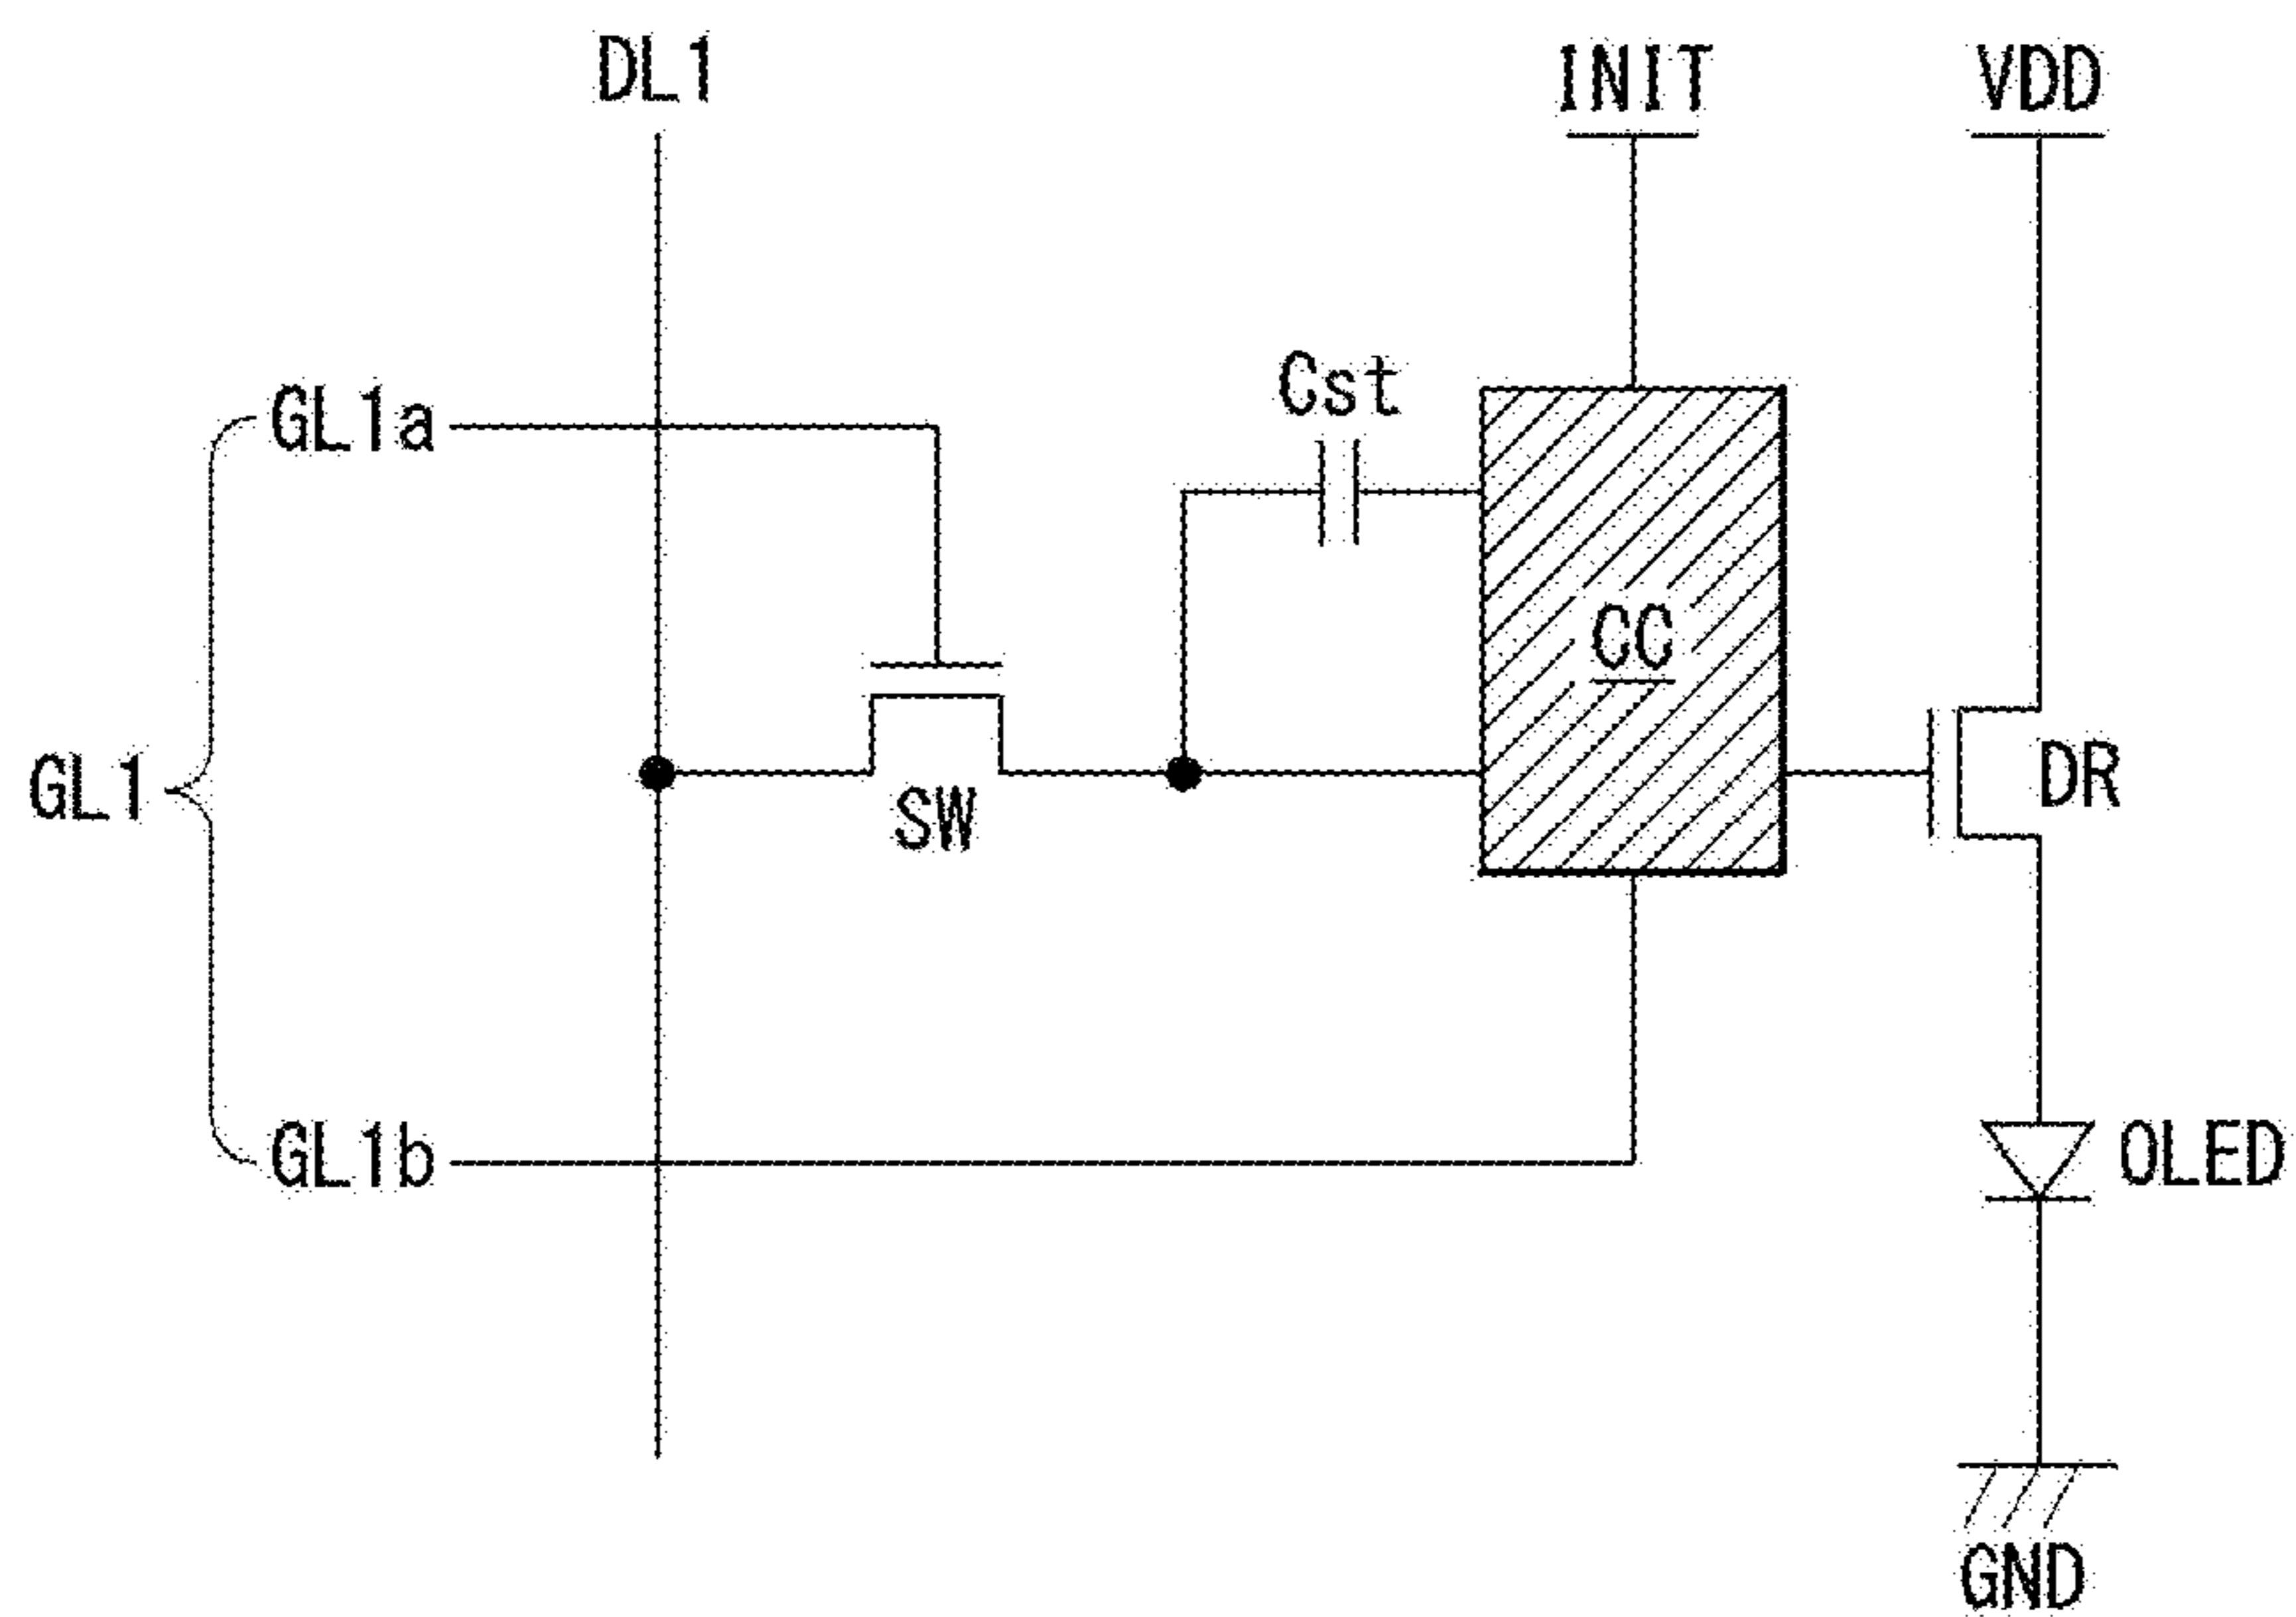 DL1
INIT
VDD
Cst
GL1a
CC
GL1
SW
DR
GL1b
OLED
GND